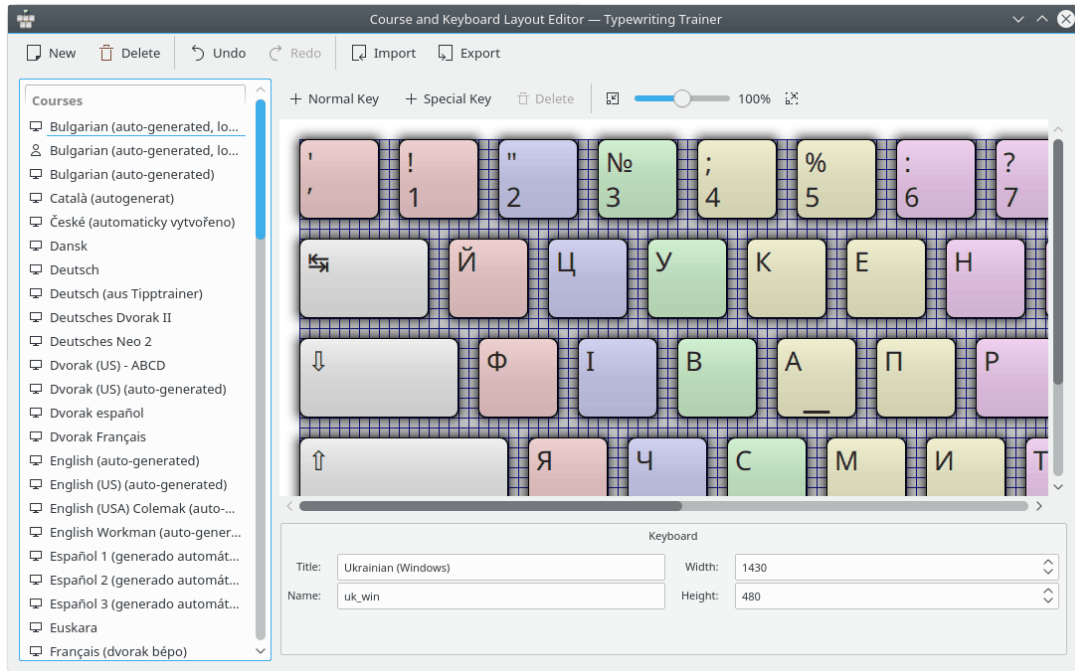 Course and Keyboard Layout Editor — Typewriting Trainer
New Delete Undo Redo Import Export
Courses
Bulgarian (auto-generated, lo...
Bulgarian (auto-generated, lo...
Bulgarian (auto-generated)
Català (autogenerat)
České (automaticky vytvořeno)
Dansk
Deutsch
Deutsch (aus Tipptrainer)
Deutsches Dvorak II
Deutsches Neo 2
Dvorak (US) - ABCD
Dvorak (US) (auto-generated)
Dvorak español
Dvorak Français
English (auto-generated)
English (US) (auto-generated)
English (USA) Colemak (auto-...
English Workman (auto-gener...
Español 1 (generado automát...
Español 2 (generado automát...
Español 3 (generado automát...
Euskara
Français (dvorak bépo)
+ Normal Key + Special Key Delete 100%
' ! " № ; % : ?
' 1 2 3 4 5 6 7
↹ Й Ц У К Е Н
⇩ Ф І В А П Р
⇧ Я Ч С М И Т
Keyboard
Title: Ukrainian (Windows) Width: 1430
Name: uk_win Height: 480